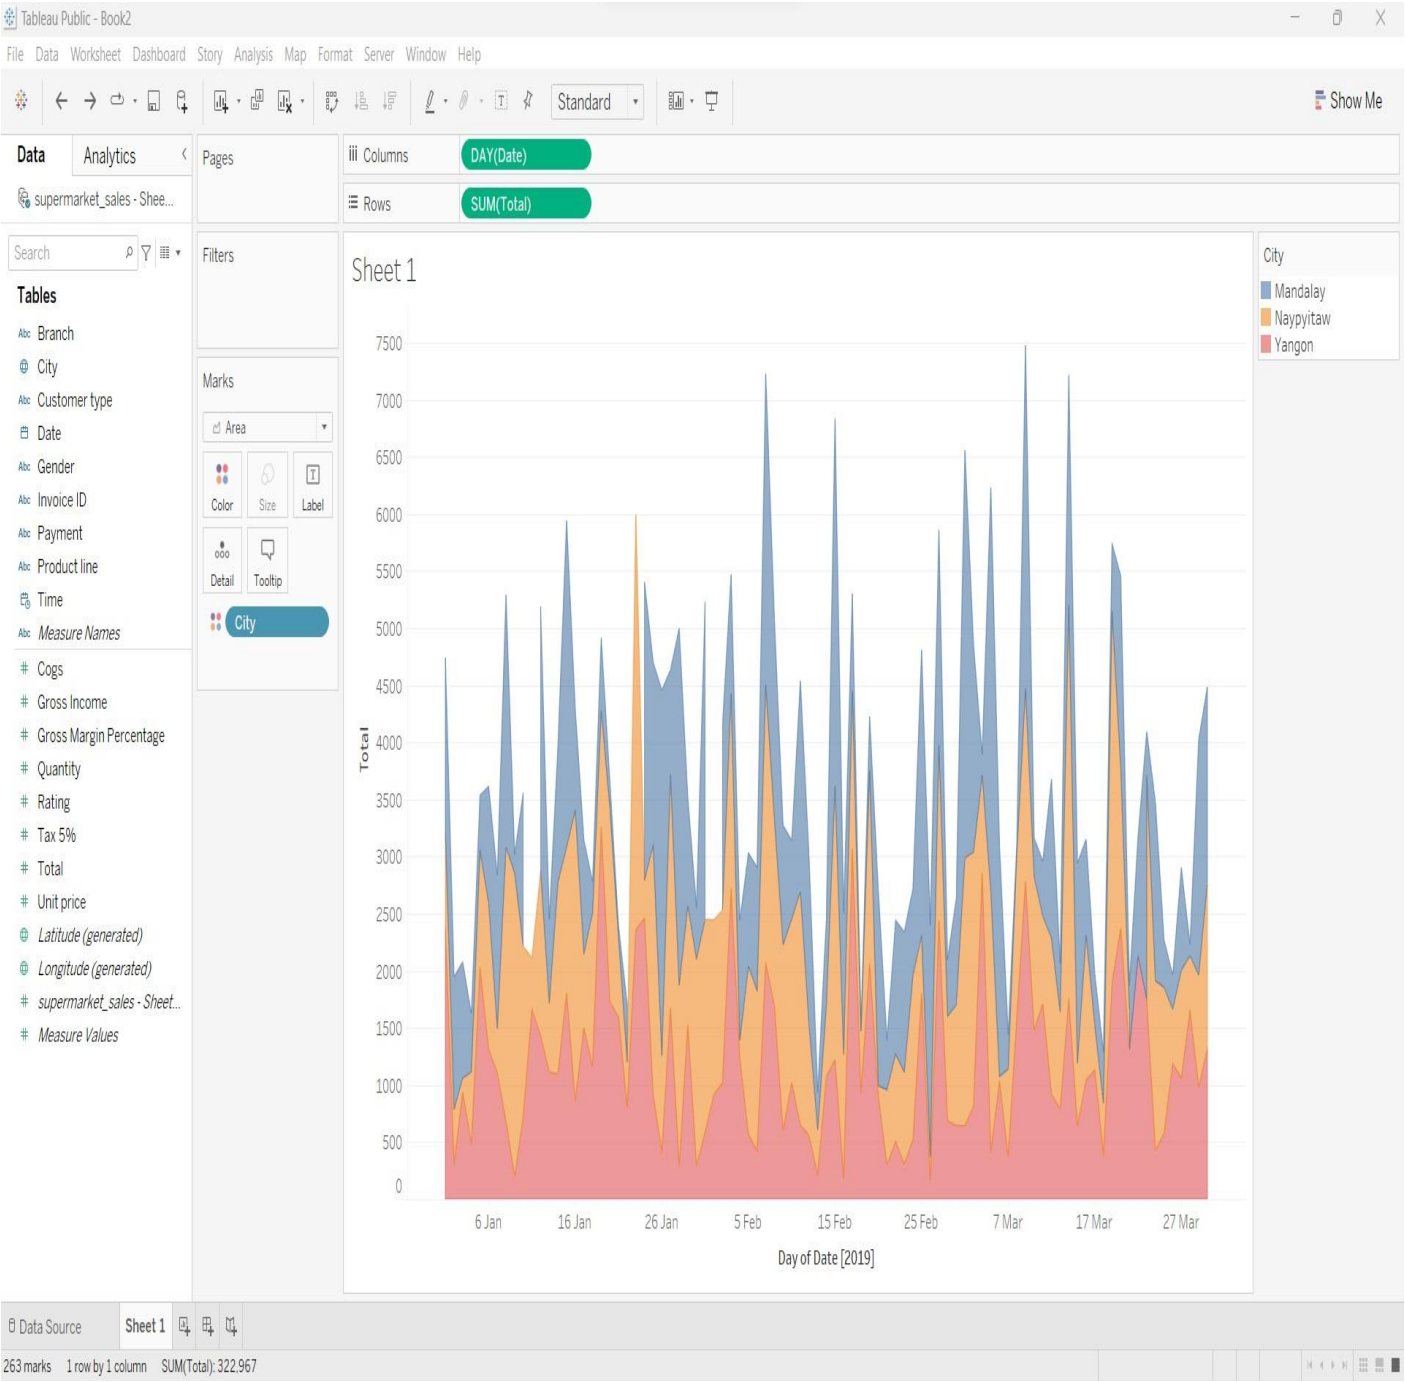 Tableau Public - Book2
File Data Worksheet Dashboard Story Analysis Map Format Server Window Help
Standard
Show Me
Data Analytics
Pages
Columns
DAY(Date)
supermarket_sales - Shee...
Rows
SUM(Total)
Search
Filters
Sheet 1
City
Mandalay
Naypyitaw
Yangon
Tables
Abc Branch
City
Abc Customer type
Date
Abc Gender
Abc Invoice ID
Abc Payment
Abc Product line
Time
Abc Measure Names
# Cogs
# Gross Income
# Gross Margin Percentage
# Quantity
# Rating
# Tax 5%
# Total
# Unit price
Latitude (generated)
Longitude (generated)
# supermarket_sales - Sheet...
# Measure Values
Marks
Area
Color Size Label
Detail Tooltip
City
Total
7500
7000
6500
6000
5500
5000
4500
4000
3500
3000
2500
2000
1500
1000
500
0
6 Jan 16 Jan 26 Jan 5 Feb 15 Feb 25 Feb 7 Mar 17 Mar 27 Mar
Day of Date [2019]
Data Source Sheet 1
263 marks 1 row by 1 column SUM(Total): 322,967